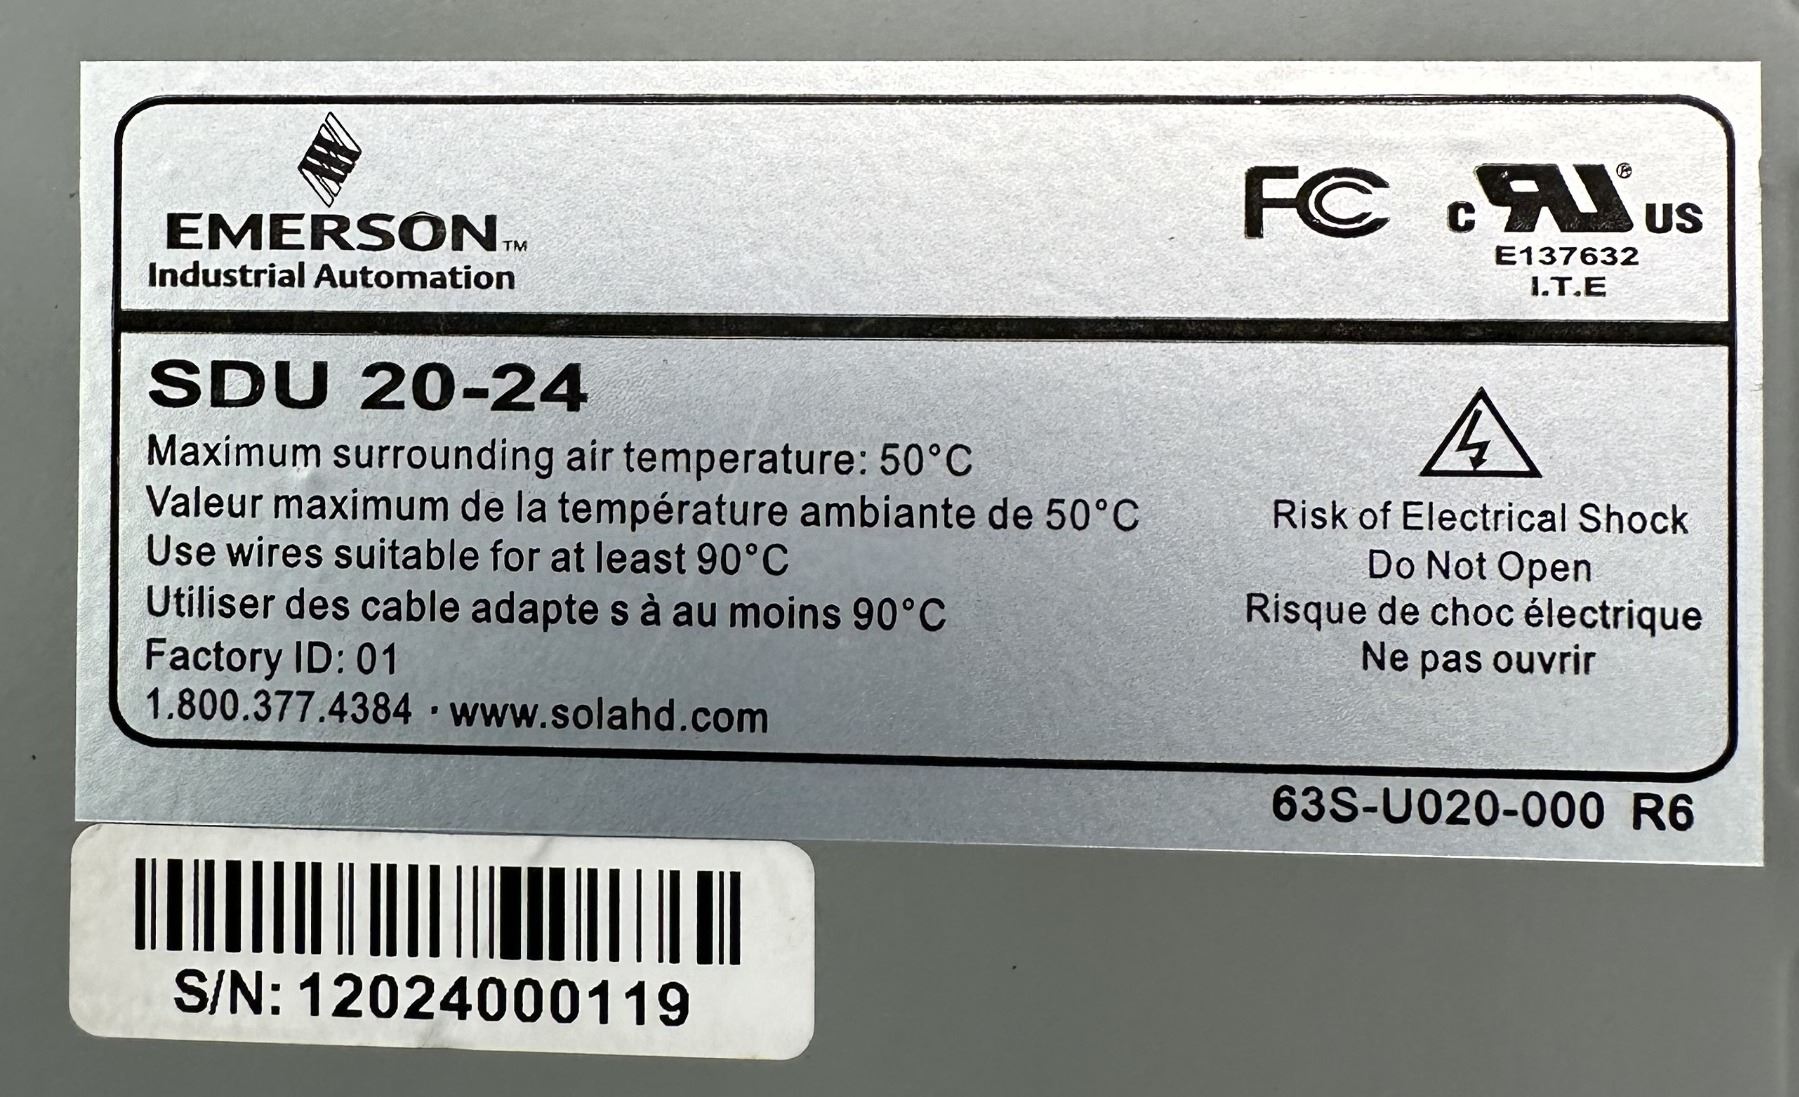 EMERSON™
Industrial Automation
FC
c RU® US
E137632
I.T.E
SDU 20-24
Maximum surrounding air temperature: 50°C
Valeur maximum de la température ambiante de 50°C
Use wires suitable for at least 90°C
Utiliser des cable adapte s à au moins 90°C
Factory ID: 01
1.800.377.4384 · www.solahd.com
Risk of Electrical Shock
Do Not Open
Risque de choc électrique
Ne pas ouvrir
63S-U020-000 R6
S/N: 12024000119